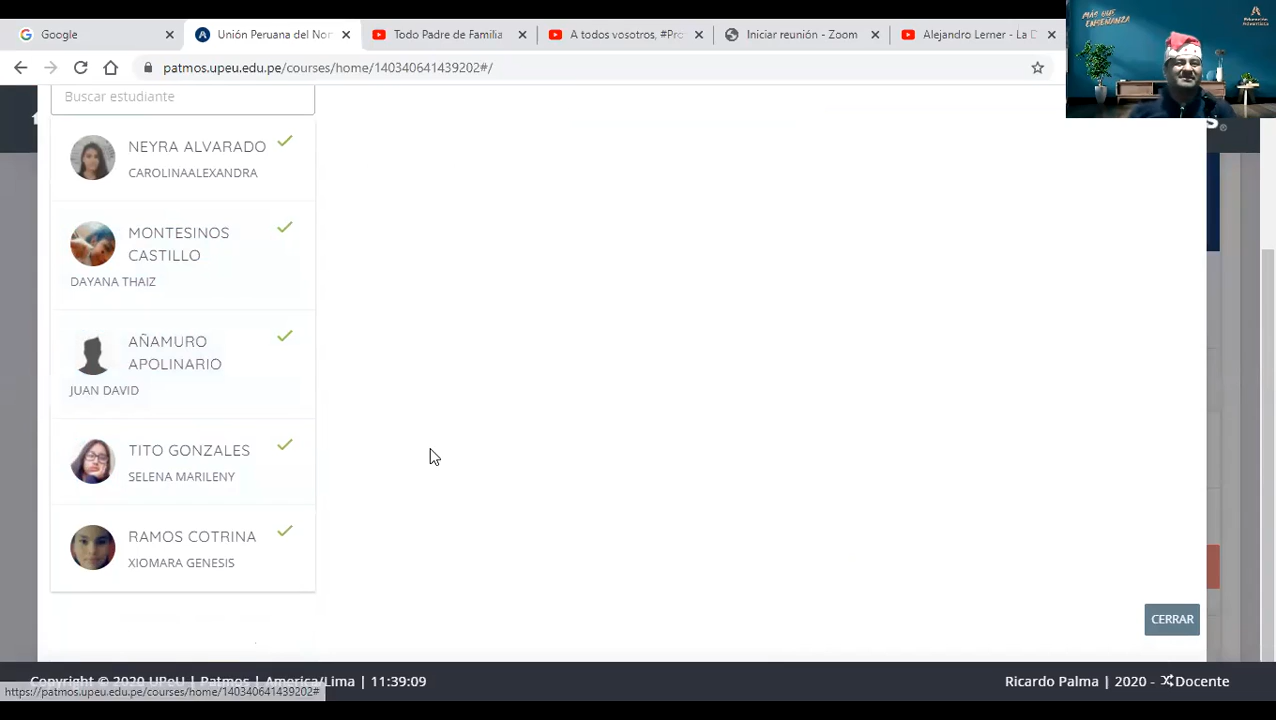 Google
Unión Peruana del Nor
Todo Padre de Familia
A todos vosotros, #Pro
Iniciar reunión - Zoom
Alejandro Lerner - La D
MÁS QUE
ENSEÑANZA
patmos.upeu.edu.pe/courses/home/140340641439202#/
Buscar estudiante
NEYRA ALVARADO
CAROLINAALEXANDRA
MONTESINOS
CASTILLO
DAYANA THAIZ
AÑAMURO
APOLINARIO
JUAN DAVID
TITO GONZALES
SELENA MARILENY
RAMOS COTRINA
XIOMARA GENESIS
CERRAR
Copyright © 2020 UPeU | Patmos | America/Lima | 11:39:09
Ricardo Palma | 2020 - Docente
https://patmos.upeu.edu.pe/courses/home/140340641439202#